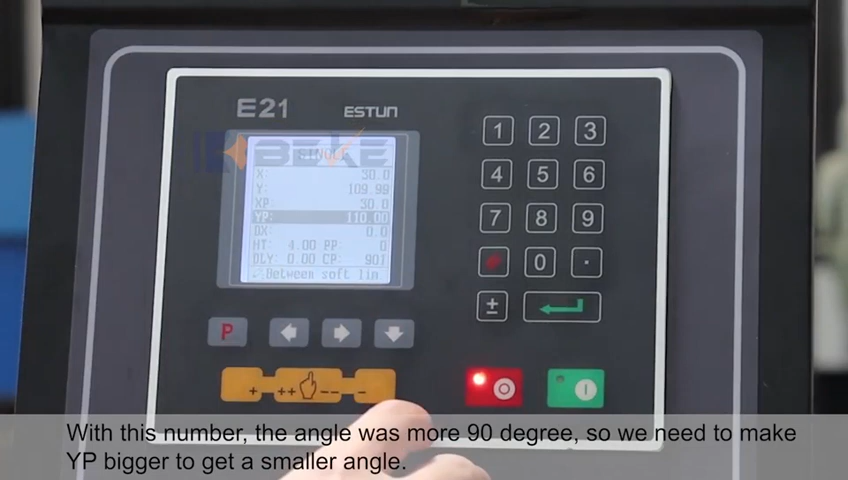 E21
ESTUN
BEKE
SINGLE
X: 30.0
Y: 109.99
XP: 30.0
YP: 110.00
DX: 0.0
HT: 4.00 PP: 0
DLY: 0.00 CP: 901
Between soft lim
1 2 3
4 5 6
7 8 9
0 .
±
P
+ ++ -- -
With this number, the angle was more 90 degree, so we need to make
YP bigger to get a smaller angle.